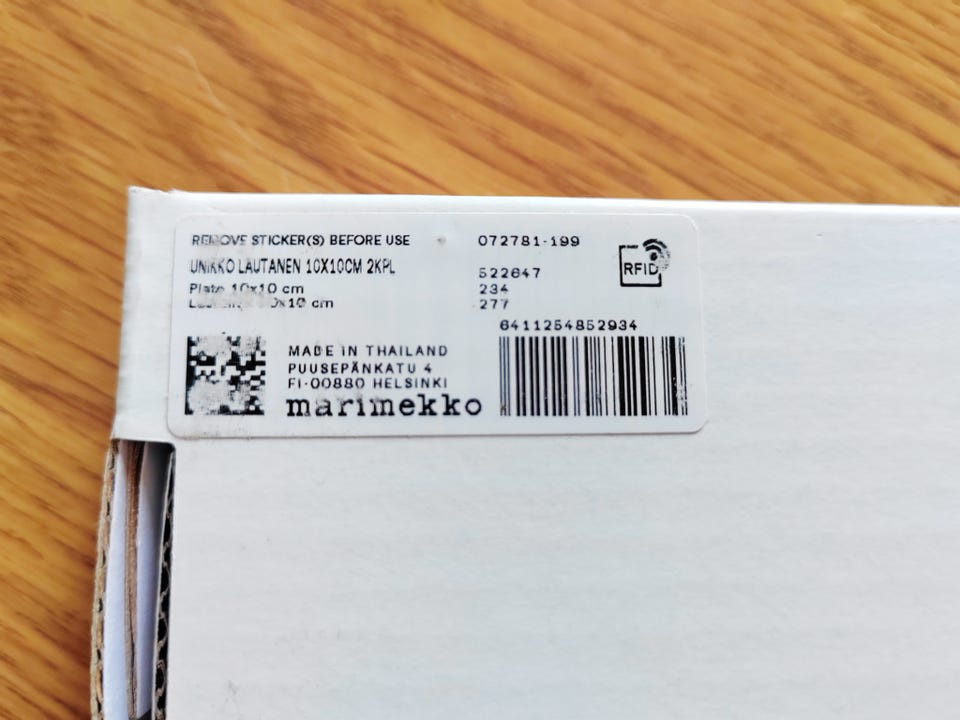 REMOVE STICKER(S) BEFORE USE
UNIKKO LAUTANEN 10X10CM 2KPL
Plate 10x10 cm
cm
072781-199
522647
234
277
RFID
6411254852934
MADE IN THAILAND
PUUSEPÄNKATU 4
FI-00880 HELSINKI
marimekko